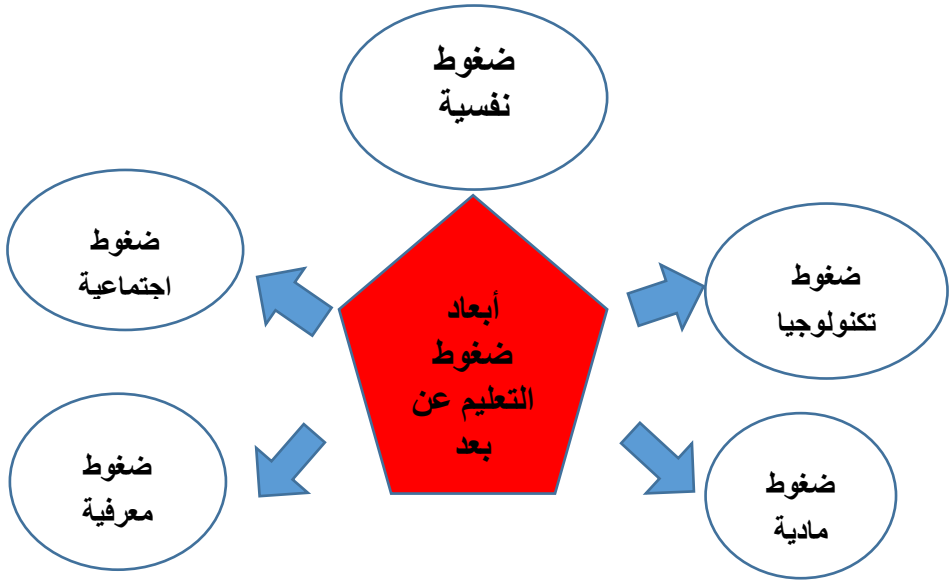 ضغوط
نفسية
ضغوط
تكنولوجيا
ضغوط
اجتماعية
أبعاد
ضغوط
التعليم عن
بعد
ضغوط
مادية
ضغوط
معرفية